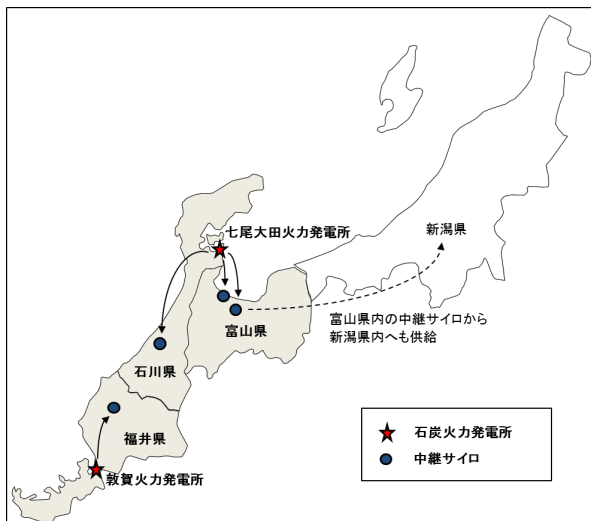 七尾大田火力発電所
新潟県
富山県内の中継サイロから
新潟県内へも供給
富山県
石川県
福井県
敦賀火力発電所
石炭火力発電所
中継サイロ